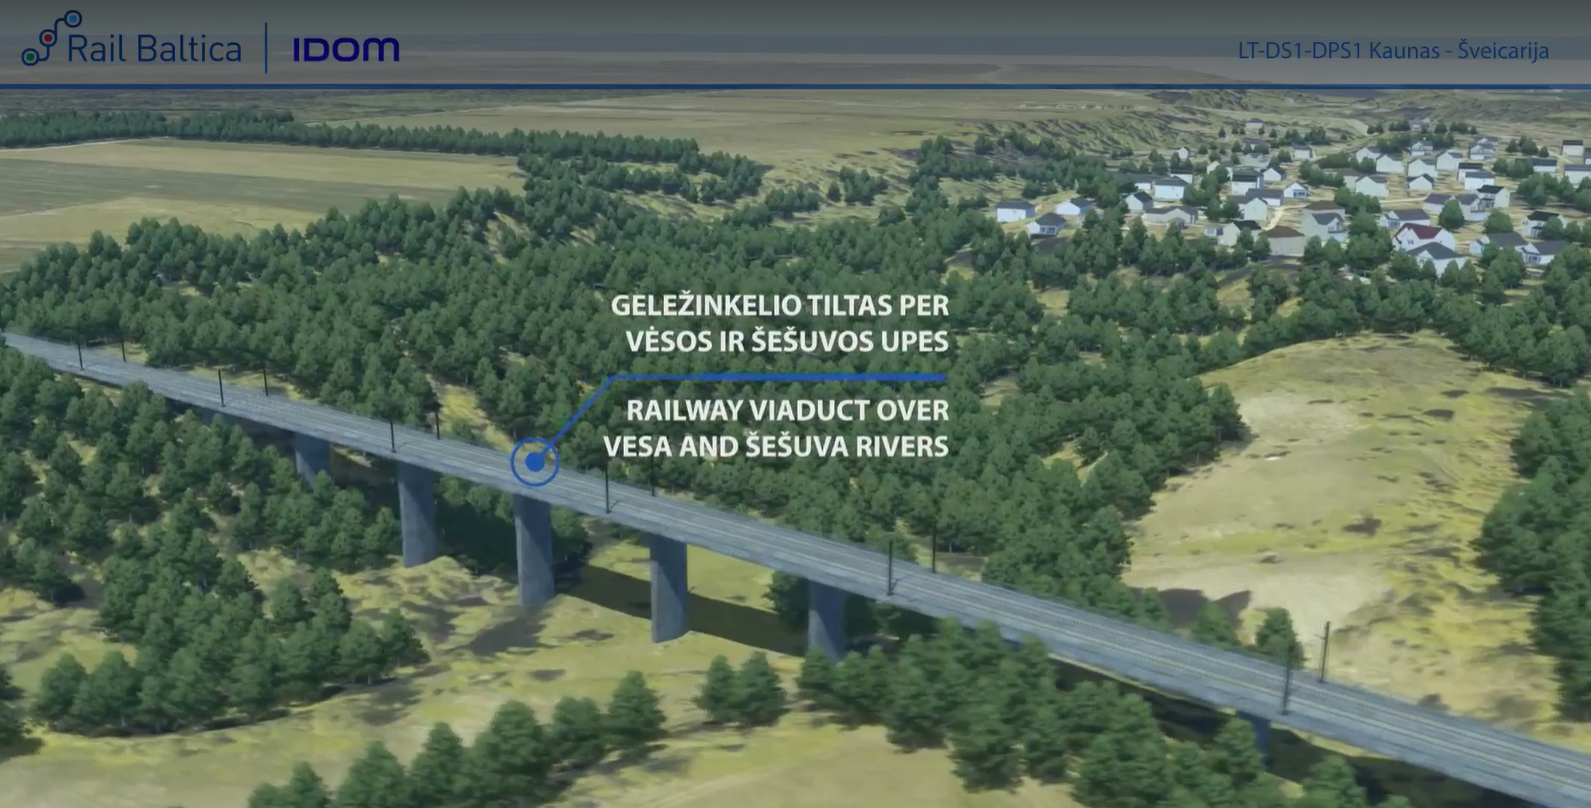 Rail Baltica
IDOM
LT-DS1-DPS1 Kaunas - Šveicarija
GELEŽINKELIO TILTAS PER
VĖSOS IR ŠEŠUVOS UPES
RAILWAY VIADUCT OVER
VESA AND ŠEŠUVA RIVERS